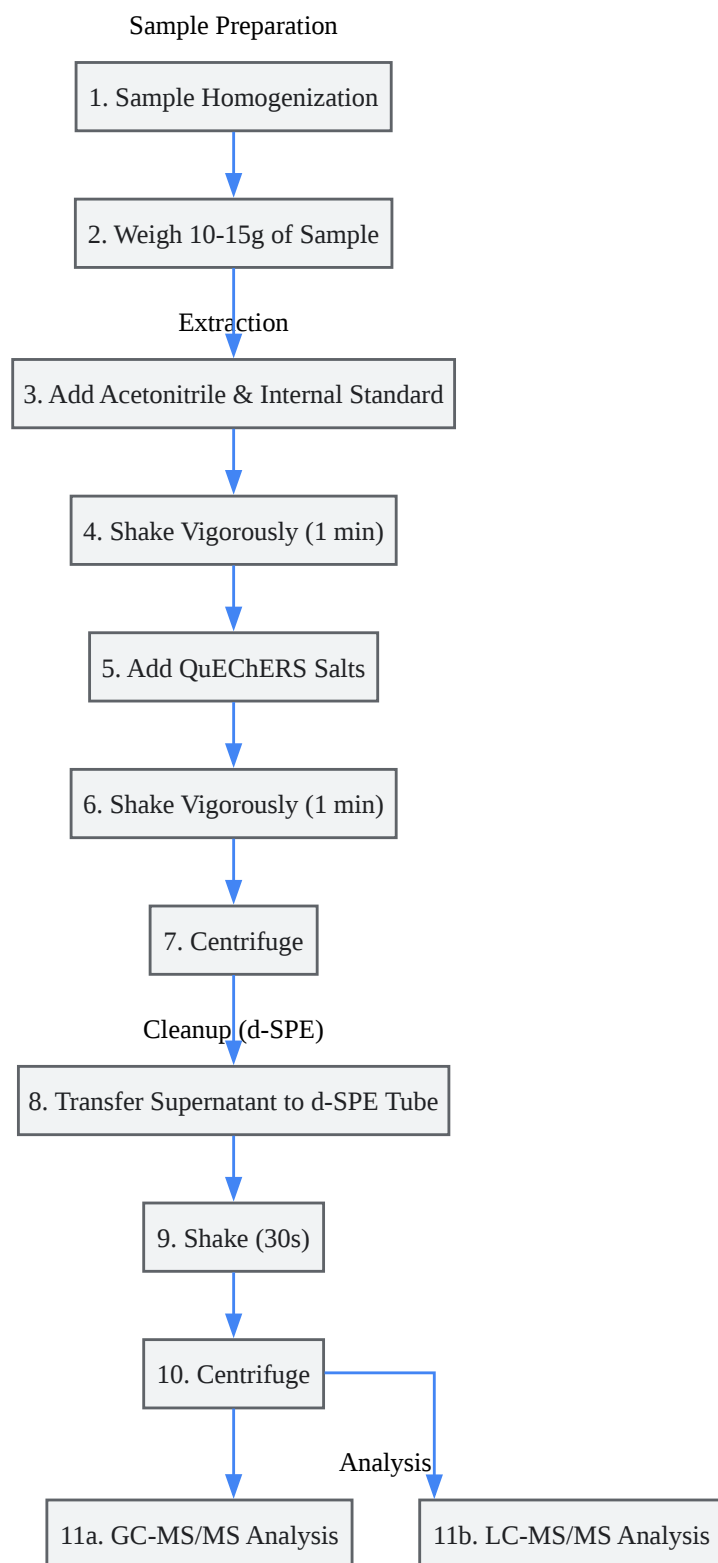 Sample Preparation
1. Sample Homogenization
2. Weigh 10-15g of Sample
Extraction
3. Add Acetonitrile & Internal Standard
4. Shake Vigorously (1 min)
5. Add QuEChERS Salts
6. Shake Vigorously (1 min)
7. Centrifuge
Cleanup (d-SPE)
8. Transfer Supernatant to d-SPE Tube
9. Shake (30s)
10. Centrifuge
Analysis
11a. GC-MS/MS Analysis
11b. LC-MS/MS Analysis